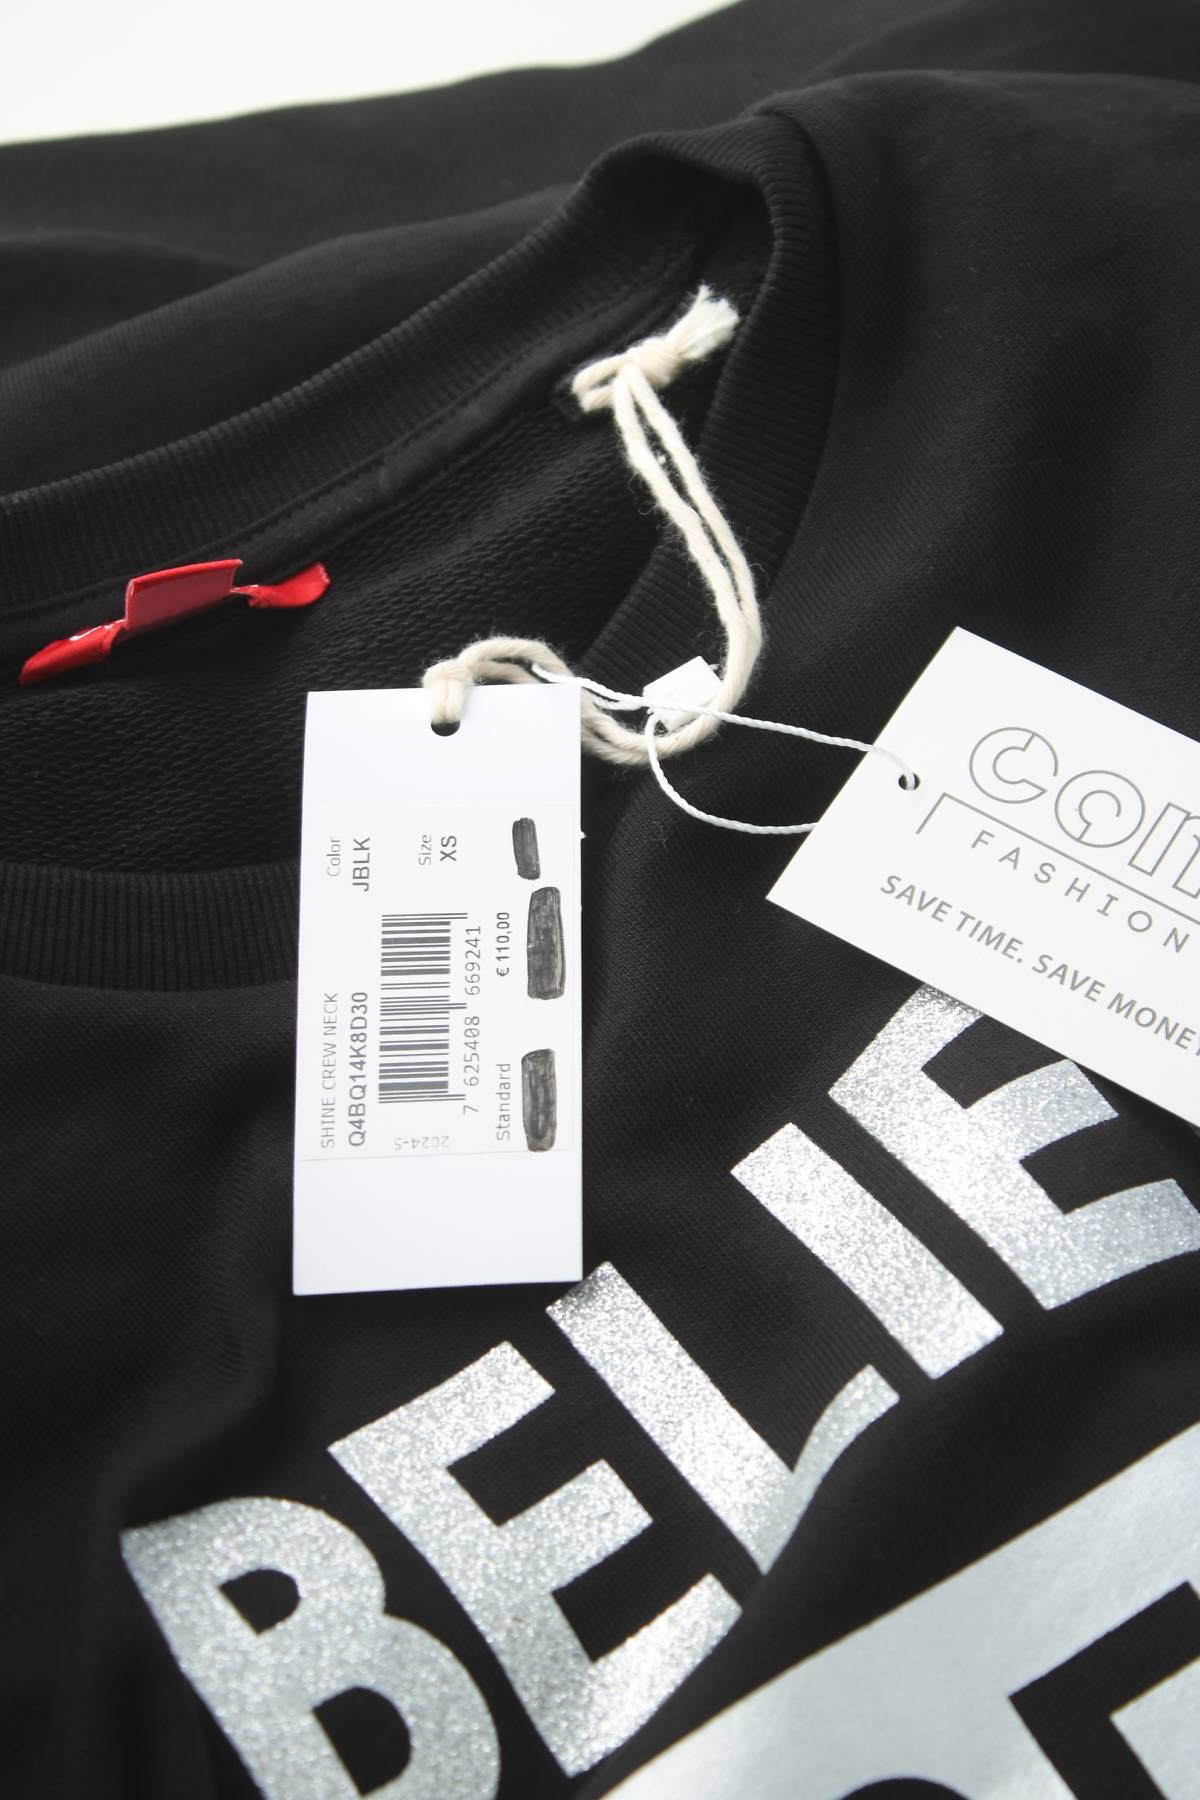 Color
JBLK
Size
XS
SHINE CREW NECK
Q4BQ14K8D30
7 625408 669241
2024-5
€ 110,00
Standard
FASHION
SAVE TIME. SAVE MONEY
BELIE